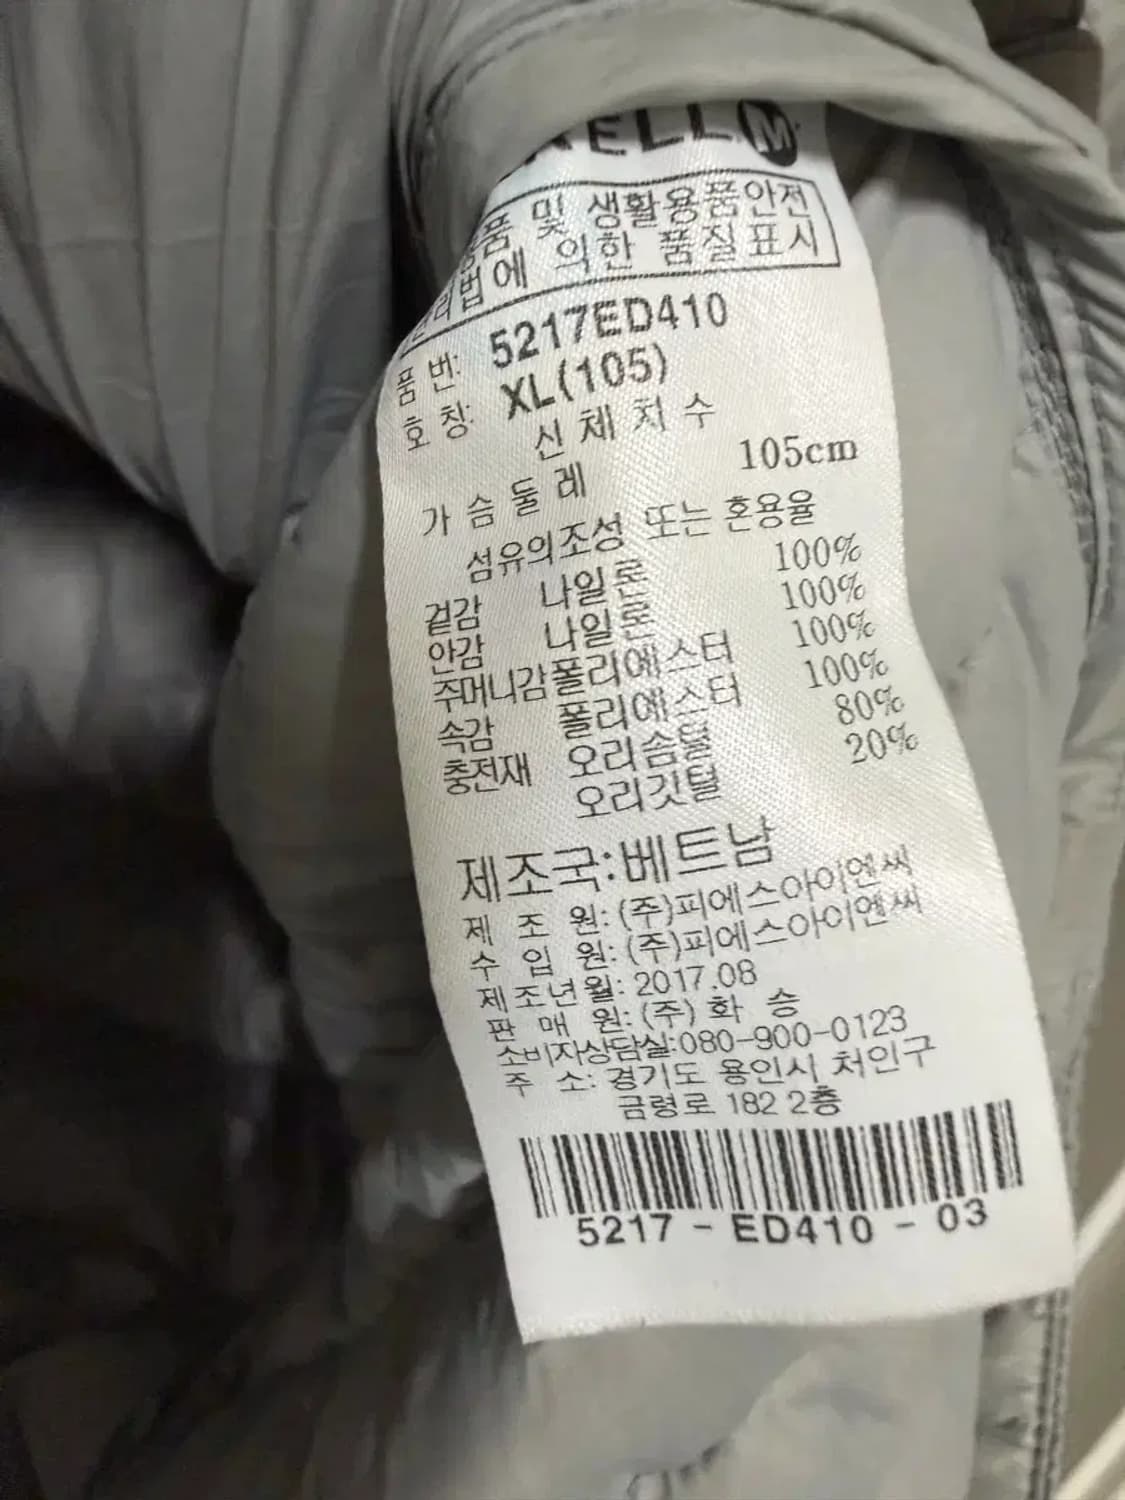 RELL M
품 및 생활용품안전
리법에 의한 품질표시
품 번: 5217ED410
호 칭: XL(105)
신 체 치 수
가 슴 둘 레 105cm
섬유의조성 또는 혼용율
겉감 나일론 100%
안감 나일론 100%
주머니감 폴리에스터 100%
속감 폴리에스터 100%
충전재 오리솜털 80%
오리깃털 20%
제조국:베트남
제 조 원: (주)피에스아이엔씨
수 입 원: (주)피에스아이엔씨
제조년월: 2017.08
판 매 원: (주) 화 승
소비자상담실:080-900-0123
주 소: 경기도 용인시 처인구
금령로 182 2층
5217 - ED410 - 03